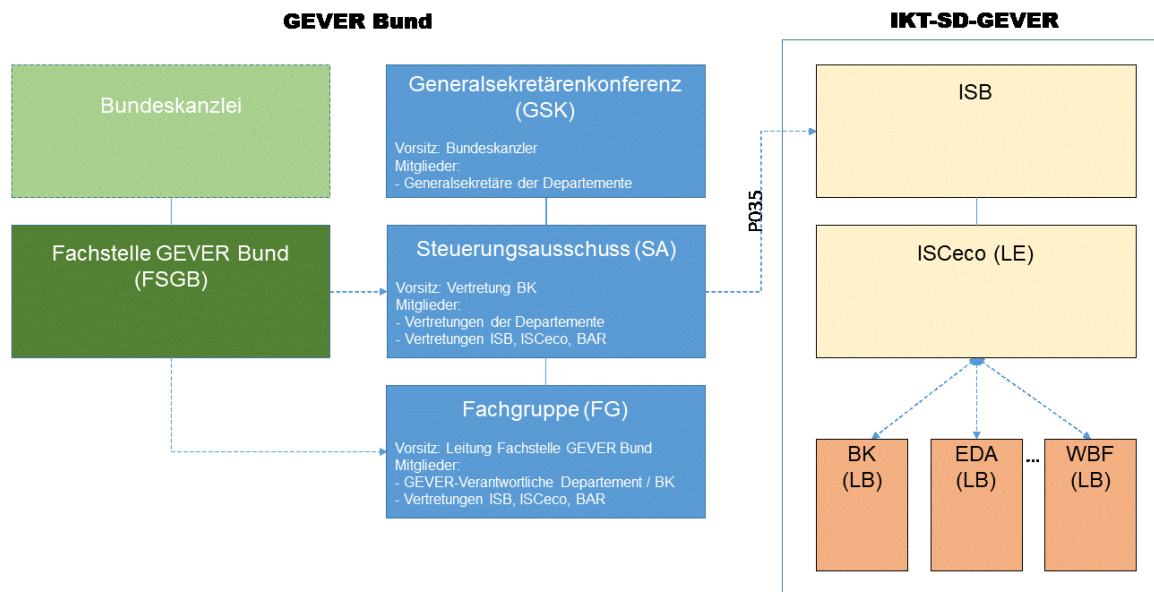 GEVER Bund
Bundeskanzlei
Fachstelle GEVER Bund
(FSGB)
Generalsekretärenkonferenz
(GSK)
Vorsitz: Bundeskanzler
Mitglieder:
- Generalsekretäre der Departemente
Steuerungsausschuss (SA)
Vorsitz: Vertretung BK
Mitglieder:
- Vertretungen der Departemente
- Vertretungen ISB, ISCeco, BAR
Fachgruppe (FG)
Vorsitz: Leitung Fachstelle GEVER Bund
Mitglieder:
- GEVER-Verantwortliche Departement / BK
- Vertretungen ISB, ISCeco, BAR
P035
IKT-SD-GEVER
ISB
ISCeco (LE)
BK
(LB)
EDA
(LB)
...
WBF
(LB)